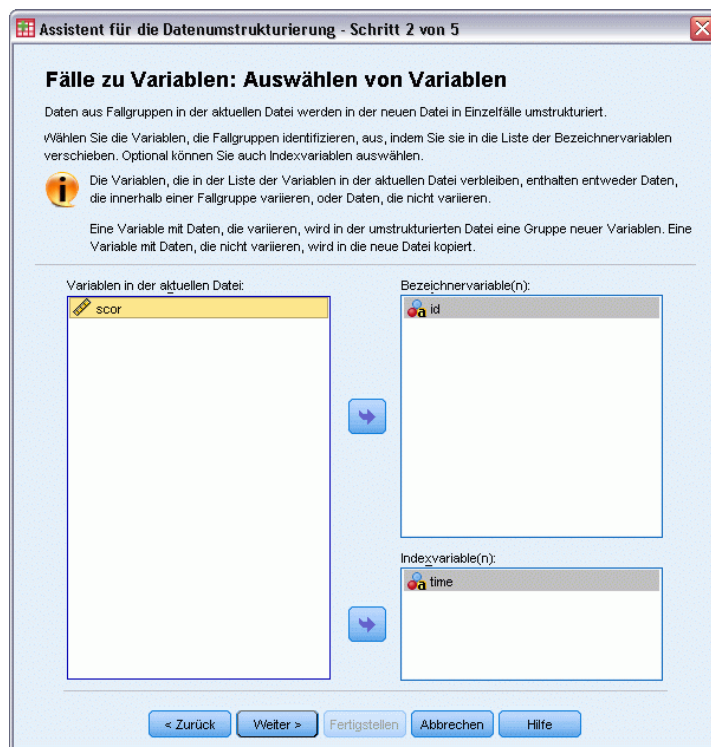 Assistent für die Datenumstrukturierung - Schritt 2 von 5
Fälle zu Variablen: Auswählen von Variablen
Daten aus Fallgruppen in der aktuellen Datei werden in der neuen Datei in Einzelfälle umstrukturiert.
Wählen Sie die Variablen, die Fallgruppen identifizieren, aus, indem Sie sie in die Liste der Bezeichnervariablen
verschieben. Optional können Sie auch Indexvariablen auswählen.
Die Variablen, die in der Liste der Variablen in der aktuellen Datei verbleiben, enthalten entweder Daten,
die innerhalb einer Fallgruppe variieren, oder Daten, die nicht variieren.
Eine Variable mit Daten, die variieren, wird in der umstrukturierten Datei eine Gruppe neuer Variablen. Eine
Variable mit Daten, die nicht variieren, wird in die neue Datei kopiert.
Variablen in der aktuellen Datei:
scor
Bezeichnervariable(n):
a id
Indexvariable(n):
a time
< Zurück
Weiter >
Fertigstellen
Abbrechen
Hilfe